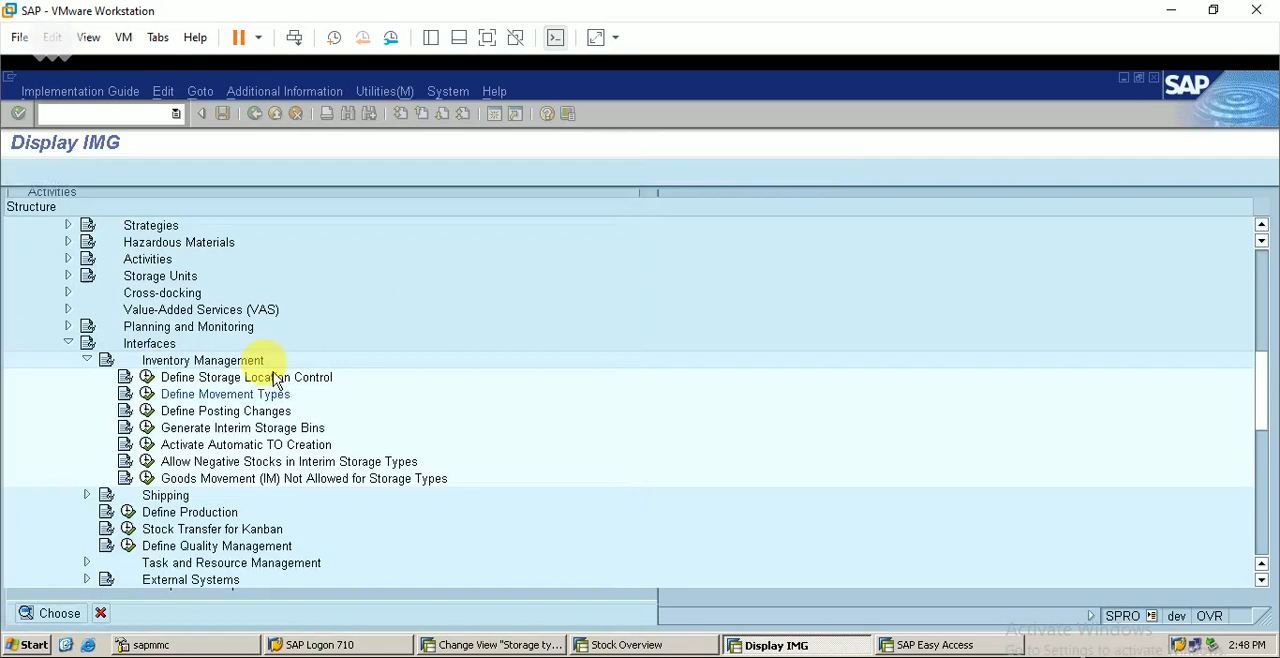 SAP - VMware Workstation
File Edit View VM Tabs Help
Implementation Guide Edit Goto Additional Information Utilities(M) System Help
SAP
Display IMG
Activities
Structure
Strategies
Hazardous Materials
Activities
Storage Units
Cross-docking
Value-Added Services (VAS)
Planning and Monitoring
Interfaces
Inventory Management
Define Storage Location Control
Define Movement Types
Define Posting Changes
Generate Interim Storage Bins
Activate Automatic TO Creation
Allow Negative Stocks in Interim Storage Types
Goods Movement (IM) Not Allowed for Storage Types
Shipping
Define Production
Stock Transfer for Kanban
Define Quality Management
Task and Resource Management
External Systems
Choose
SPRO dev OVR
Activate Windows
Go to Settings to activate
Start sapmmc SAP Logon 710 Change View "Storage ty... Stock Overview Display IMG SAP Easy Access 2:48 PM